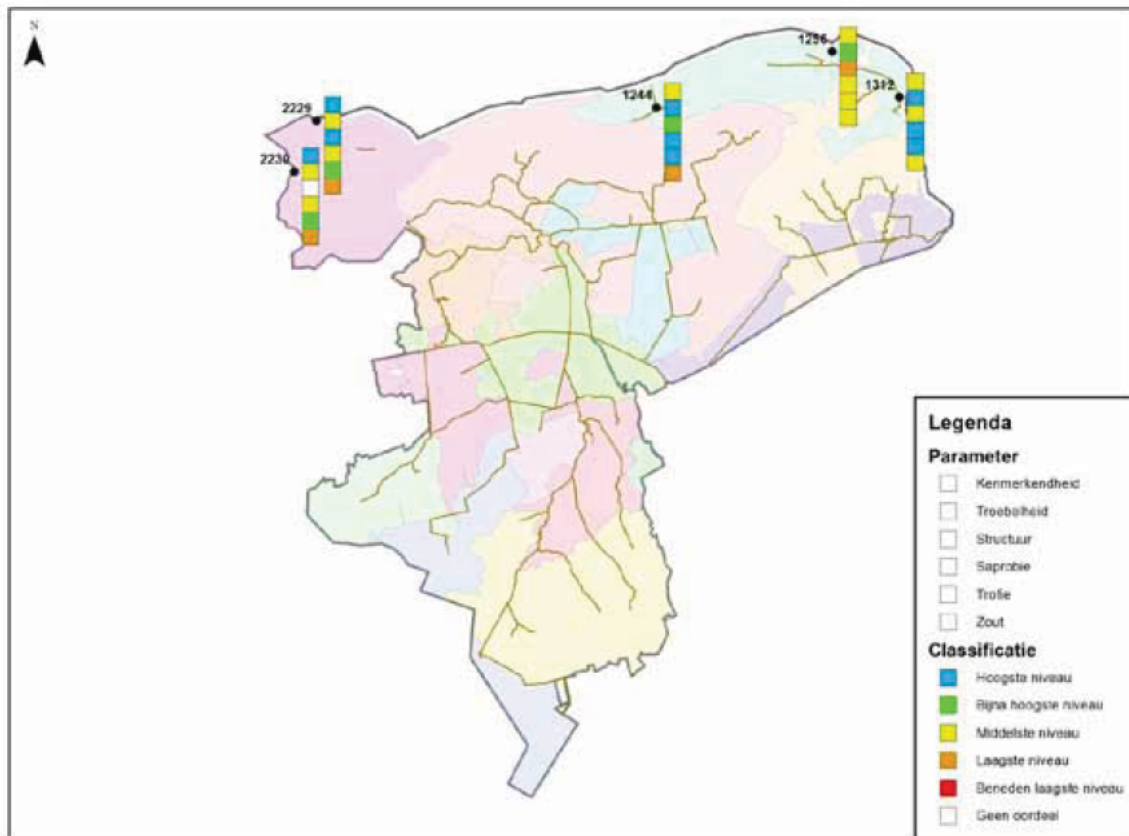 N
1256
1312
1244
2229
2230
Legenda
Parameter
Kenmerkendheid
Troebelheid
Structuur
Saprobie
Trofie
Zout
Classificatie
Hoogste niveau
Bijna hoogste niveau
Middelste niveau
Laagste niveau
Beneden laagste niveau
Geen oordeel